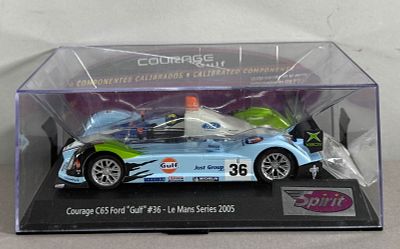 COURAGE
Gulf
COMPONENTES CALIBRADOS • CALIBRATED COMPONENTS
Gulf
Just Group
36
XBOX
Courage C65 Ford "Gulf" #36 - Le Mans Series 2005
Spirit